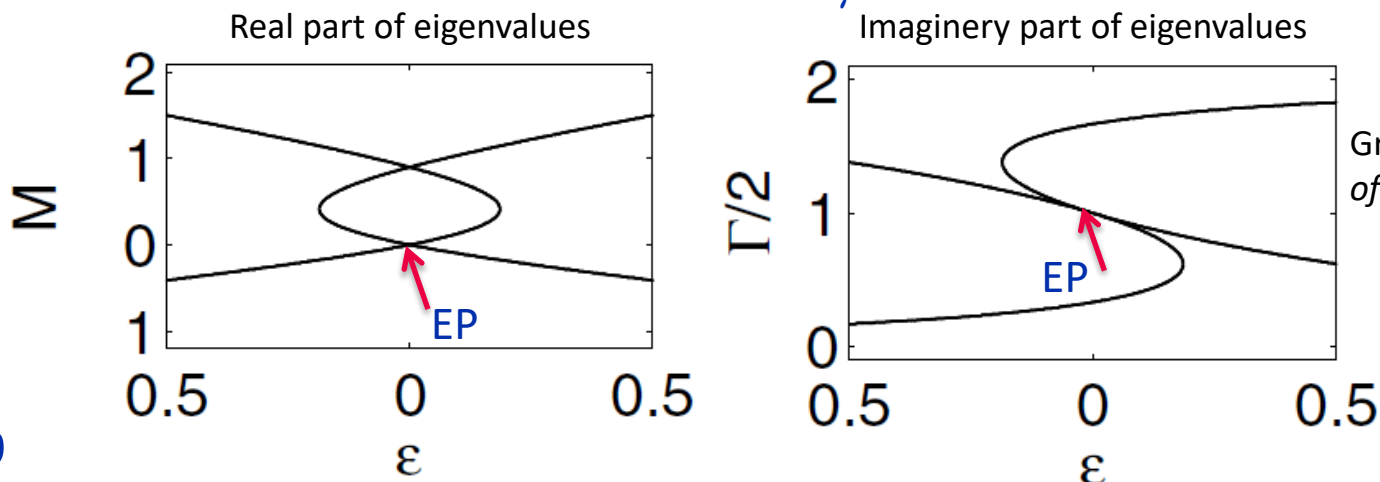 Real part of eigenvalues
M
2
1
0
1
EP
0.5 0 0.5
ε
)
Imaginery part of eigenvalues
Γ/2
2
1
0
EP
0.5 0 0.5
ε
Gr
of